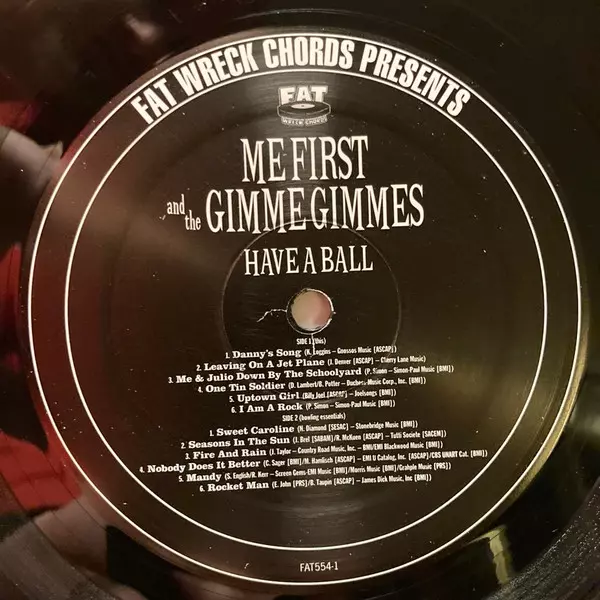 FAT WRECK CHORDS PRESENTS
FAT
WRECK CHORDS
ME FIRST
and the GIMME GIMMES
HAVE A BALL
SIDE 1 (this)
1. Danny's Song (K. Loggins – Gnossos Music [ASCAP])
2. Leaving On A Jet Plane (J. Denver [ASCAP] – Cherry Lane Music)
3. Me & Julio Down By The Schoolyard (P. Simon – Simon-Paul Music [BMI])
4. One Tin Soldier (D. Lambert/B. Potter – Duchess-Music Corp., Inc [BMI])
5. Uptown Girl (Billy Joel [ASCAP] – Joelsongs [BMI])
6. I Am A Rock (P. Simon – Simon-Paul Music [BMI])
SIDE 2 (bowling essentials)
1. Sweet Caroline (N. Diamond [SESAC] – Stonebridge Music [BMI])
2. Seasons In The Sun (J. Brel [SABAM]/R. McKuen [ASCAP] – Tutti Societe [SACEM])
3. Fire And Rain (J. Taylor – Country Road Music, Inc. – BMI/EMI Blackwood Music [BMI])
4. Nobody Does It Better (C. Sager [BMI]/M. Hamlisch [ASCAP] – EMI U Catalog, Inc. [ASCAP]/CBS UNART Cat. [BMI])
5. Mandy (S. English/R. Kerr – Screen Gems-EMI Music [BMI]/Morris Music [BMI]/Grahple Music [PRS])
6. Rocket Man (E. John [PRS]/B. Taupin [ASCAP] – James Dick Music, Inc [BMI])
FAT554-1